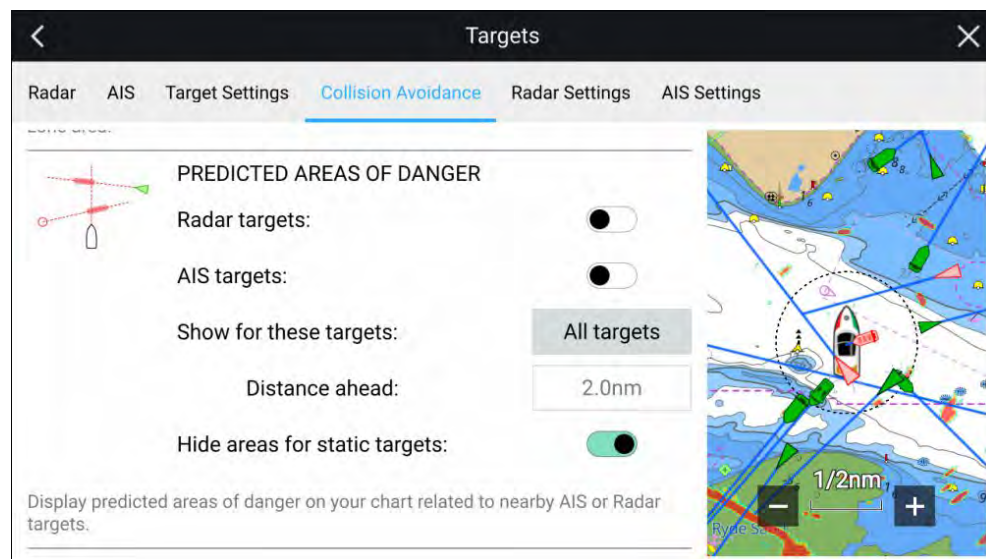 Targets
Radar AIS Target Settings Collision Avoidance Radar Settings AIS Settings
PREDICTED AREAS OF DANGER
Radar targets:
AIS targets:
Show for these targets: All targets
Distance ahead: 2.0nm
Hide areas for static targets:
Display predicted areas of danger on your chart related to nearby AIS or Radar
targets.
1/2nm
Ryde